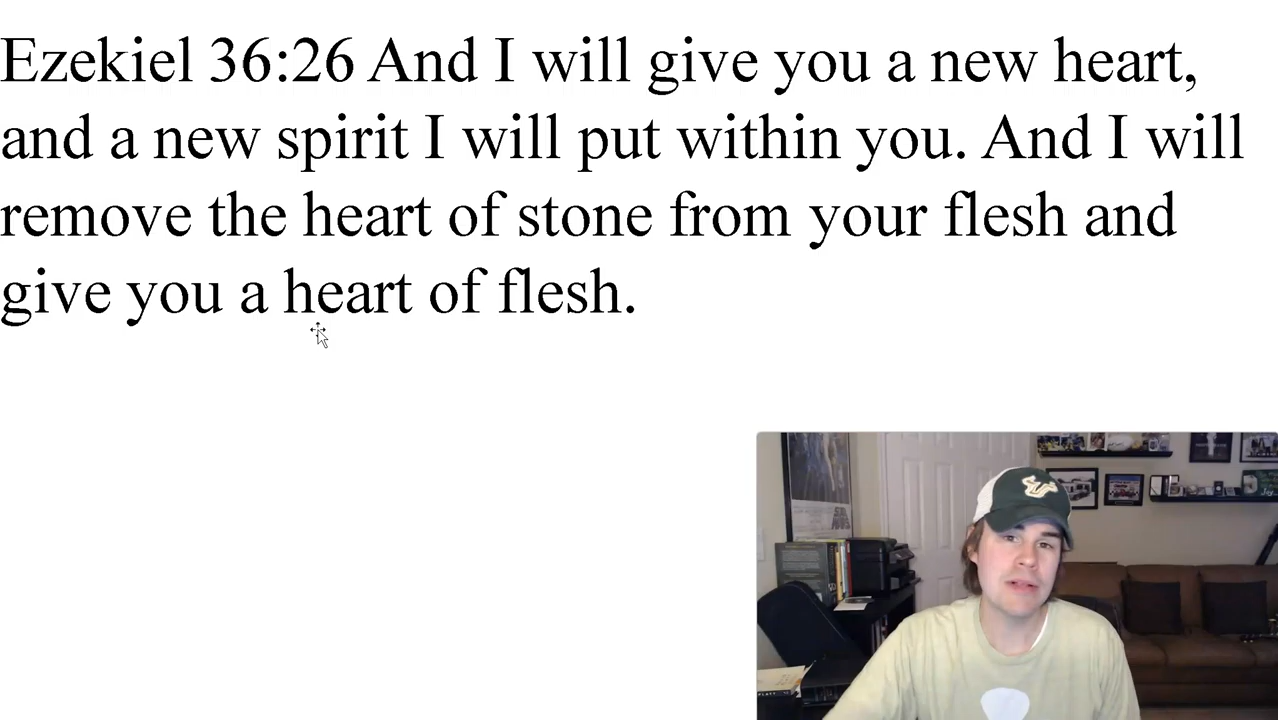 Ezekiel 36:26 And I will give you a new heart,
and a new spirit I will put within you. And I will
remove the heart of stone from your flesh and
give you a heart of flesh.